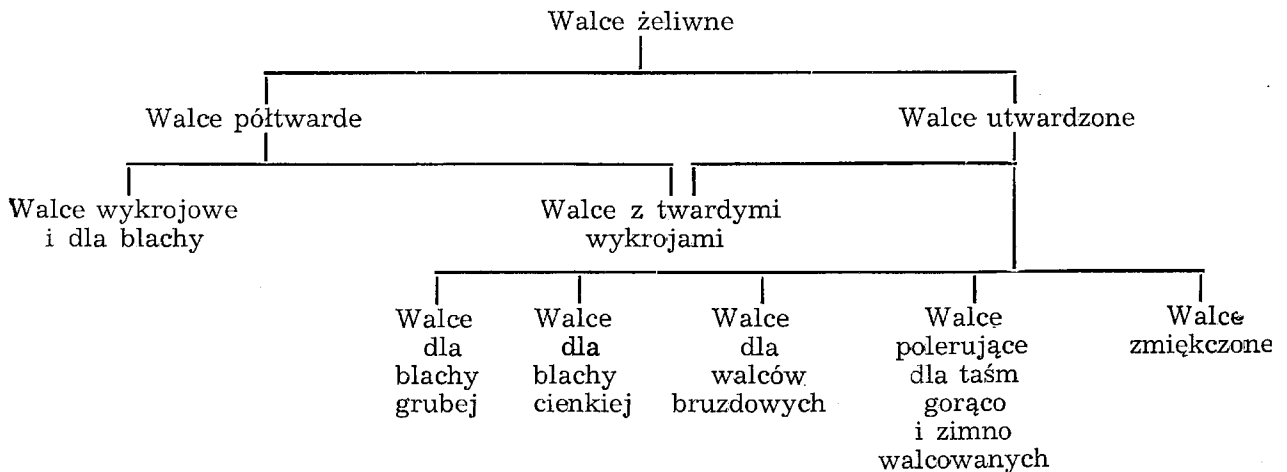 Walce żeliwne
Walce półtwarde
Walce utwardzone
Walce wykrojowe
i dla blachy
Walce z twardymi
wykrojami
Walce
dla
blachy
grubej
Walce
dla
blachy
cienkiej
Walce
dla
walców
bruzdowych
Walce
polerujące
dla taśm
gorąco
i zimno
walcowanych
Walce
zmiękczone